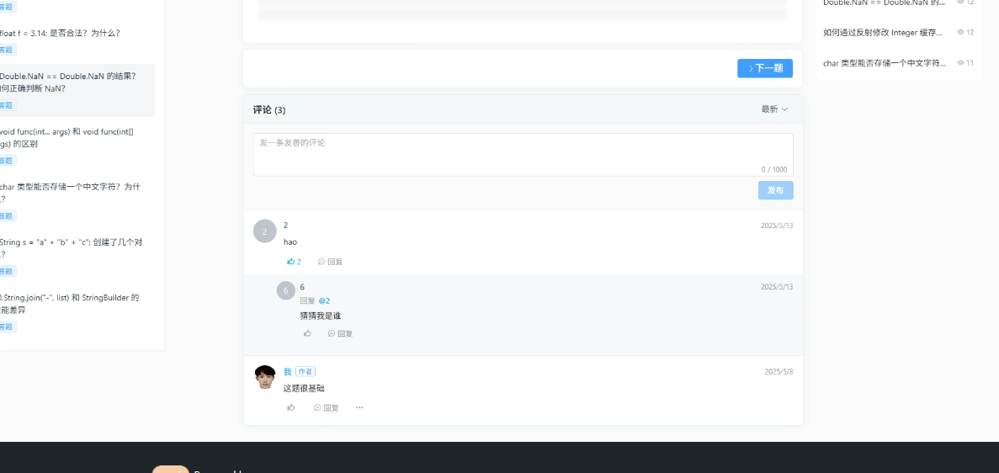 答题
float f = 3.14; 是否合法？为什么？
答题
Double.NaN == Double.NaN 的结果？
何正确判断 NaN？
答题
void func(int... args) 和 void func(int[]
gs) 的区别
答题
char 类型能否存储一个中文字符？为什
？
答题
String s = "a" + "b" + "c"; 创建了几个对
？
答题
).String.join("-", list) 和 StringBuilder 的
能差异
答题
下一题
评论 (3)
最新
发一条友善的评论
0 / 1000
发布
2
2
2025/5/13
hao
2
回复
6
6
2025/5/13
回复 @2
猜猜我是谁
回复
我 作者
2025/5/8
这题很基础
回复
Double.NaN == Double.NaN 的...
12
如何通过反射修改 Integer 缓存...
12
char 类型能否存储一个中文字符...
11